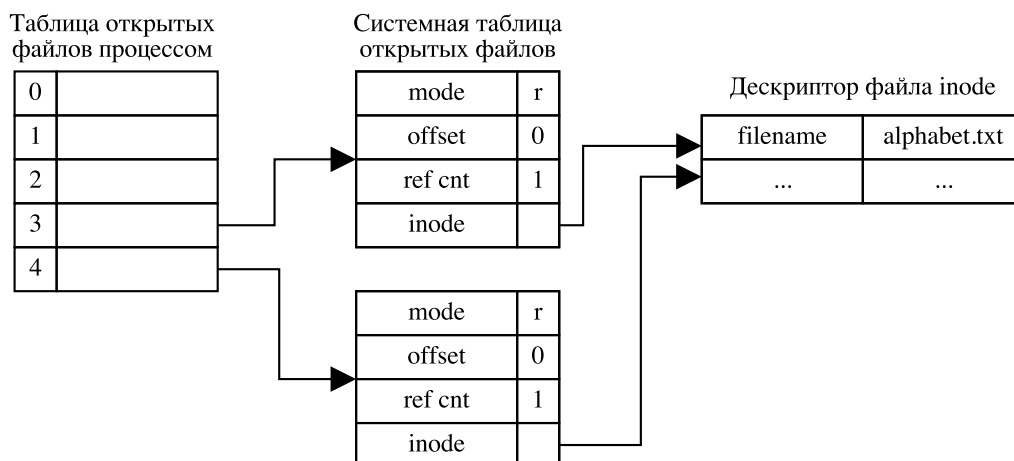 Таблица открытых
файлов процессом
0
1
2
3
4
Системная таблица
открытых файлов
mode r
offset 0
ref cnt 1
inode
mode r
offset 0
ref cnt 1
inode
Дескриптор файла inode
filename alphabet.txt
... ...